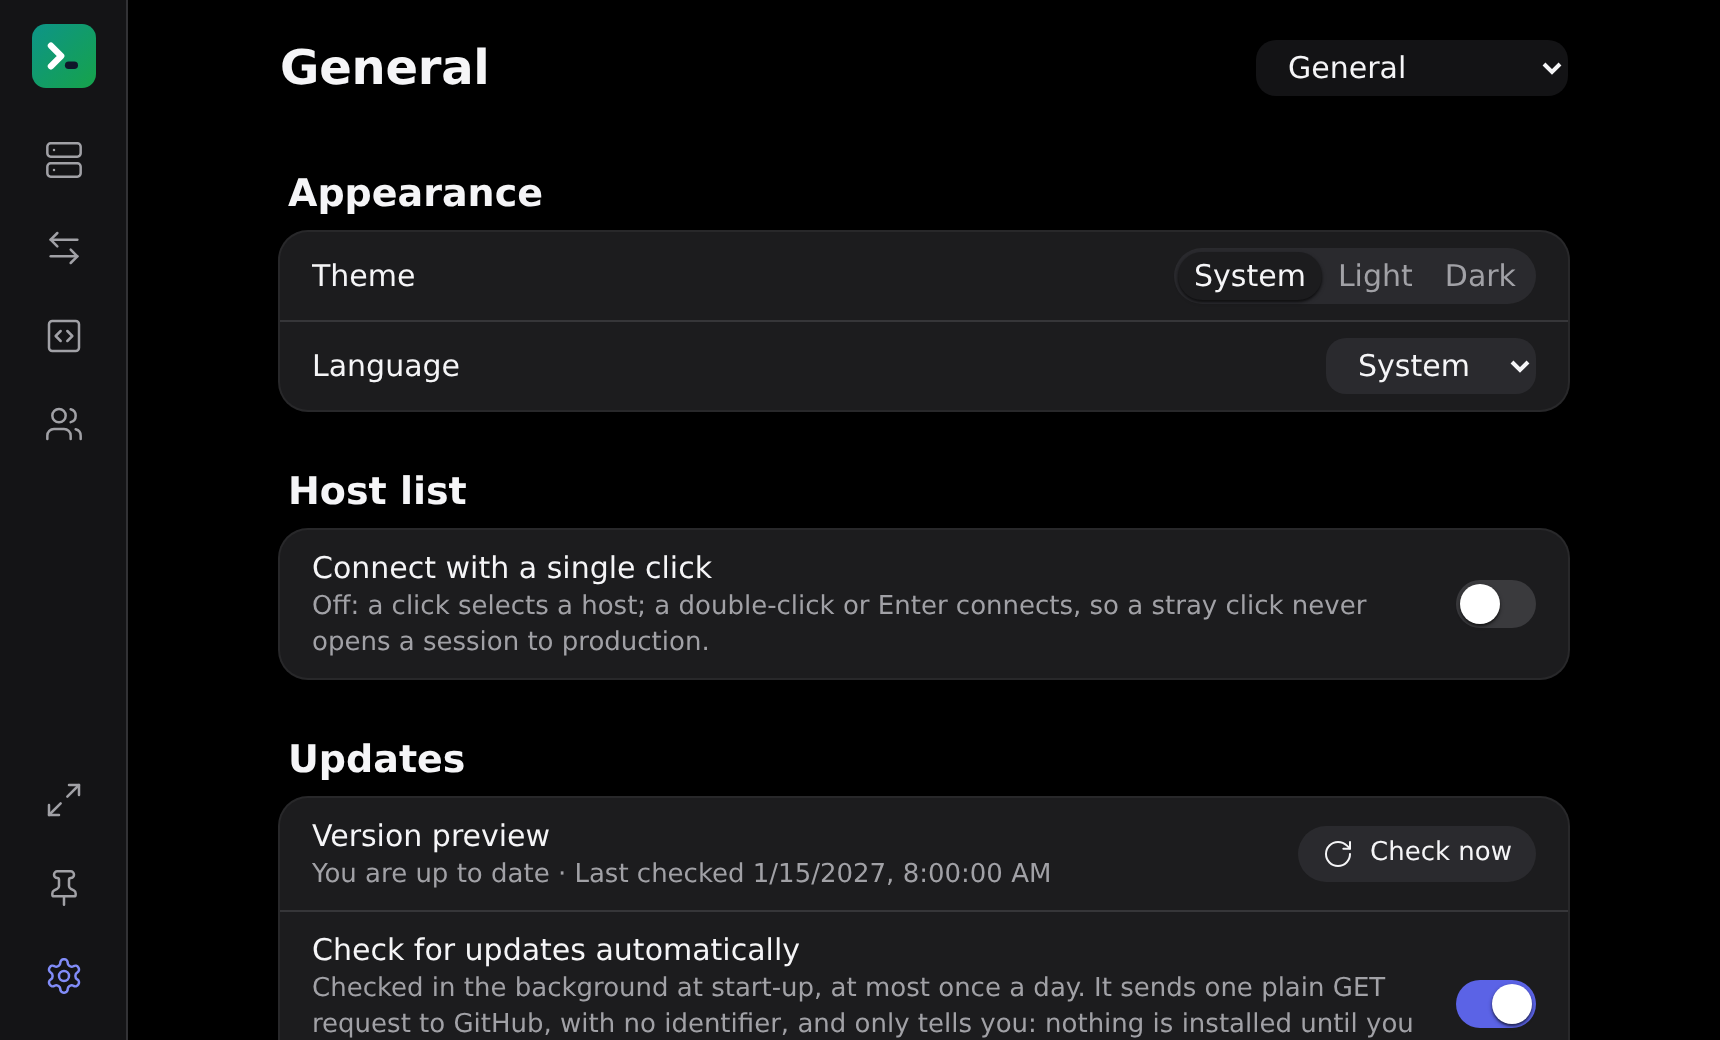 General
General
Appearance
Theme
System Light Dark
Language
System
Host list
Connect with a single click
Off: a click selects a host; a double-click or Enter connects, so a stray click never
opens a session to production.
Updates
Version preview
You are up to date · Last checked 1/15/2027, 8:00:00 AM
Check now
Check for updates automatically
Checked in the background at start-up, at most once a day. It sends one plain GET
request to GitHub, with no identifier, and only tells you: nothing is installed until you